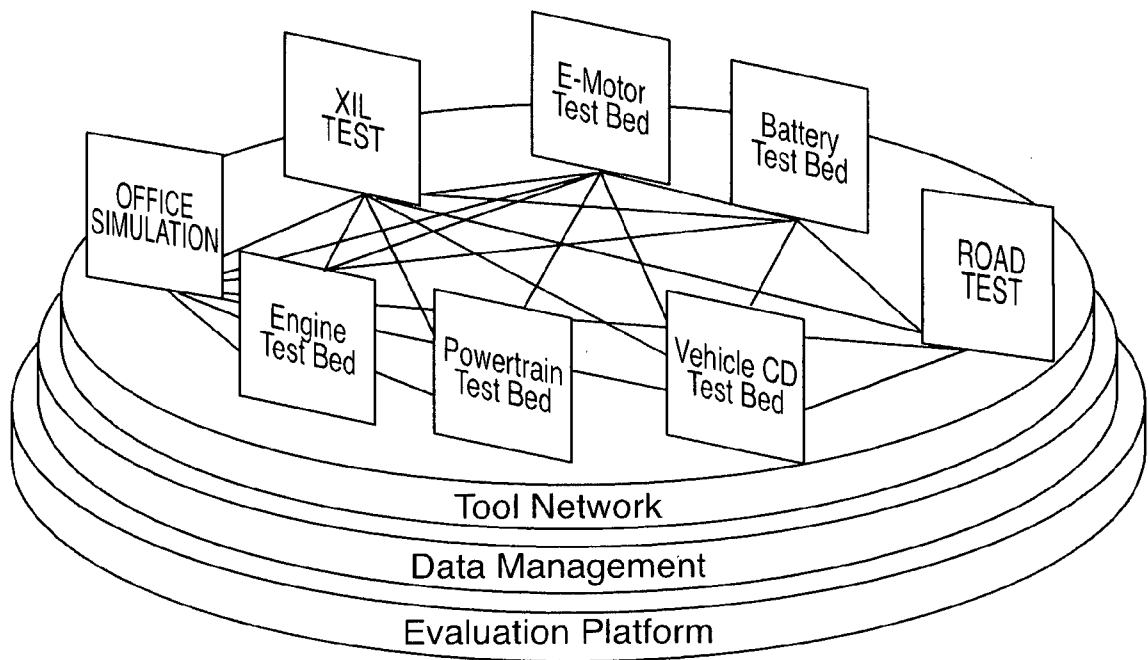 E-Motor
Test Bed
XIL
TEST
Battery
Test Bed
OFFICE
SIMULATION
ROAD
TEST
Engine
Test Bed
Powertrain
Test Bed
Vehicle CD
Test Bed
Tool Network
Data Management
Evaluation Platform